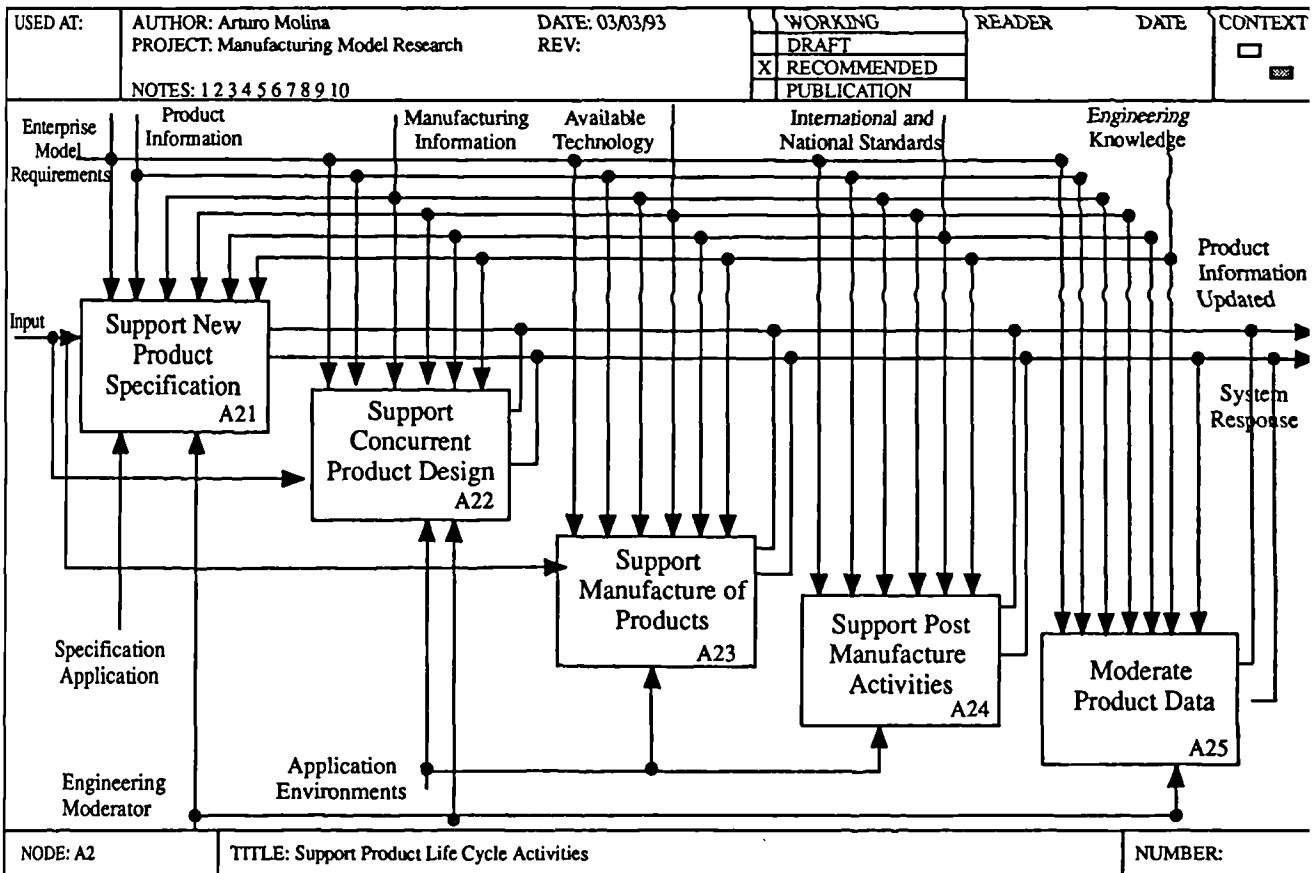 USED AT:
AUTHOR: Arturo Molina
DATE: 03/03/93
PROJECT: Manufacturing Model Research
REV:
NOTES: 1 2 3 4 5 6 7 8 9 10
WORKING
DRAFT
X RECOMMENDED
PUBLICATION
READER
DATE
CONTEXT
Enterprise
Model
Requirements
Product
Information
Manufacturing
Information
Available
Technology
International and
National Standards
Engineering
Knowledge
Product
Information
Updated
Input
Support New
Product
Specification
A21
System
Response
Support
Concurrent
Product Design
A22
Support
Manufacture of
Products
A23
Support Post
Manufacture
Activities
A24
Moderate
Product Data
A25
Specification
Application
Application
Environments
Engineering
Moderator
NODE: A2
TITLE: Support Product Life Cycle Activities
NUMBER: